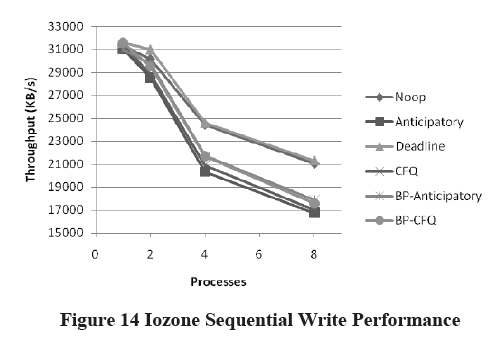 33000
31000
29000
27000
25000
23000
21000
19000
17000
15000
Throughput (KB/s)
0 2 4 6 8
Processes
Noop
Anticipatory
Deadline
CFQ
BP-Anticipatory
BP-CFQ
Figure 14 Iozone Sequential Write Performance